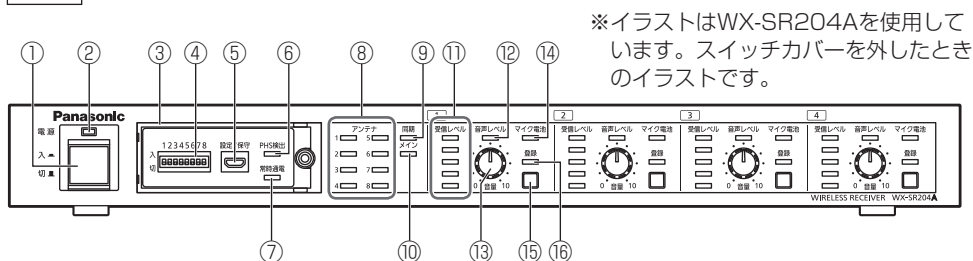 ※イラストはWX-SR204Aを使用して
います。スイッチカバーを外したとき
のイラストです。
① ② ③ ④ ⑤ ⑥ ⑧ ⑨ ⑪ ⑫ ⑭
1 2 3 4
Panasonic
電源
入
切
12345678
入
切
設定/保守
PHS検出
常時通電
アンテナ
1 5
2 6
3 7
4 8
同期
メイン
受信レベル 音声レベル マイク電池
登録
0 音量 10
受信レベル 音声レベル マイク電池
登録
0 音量 10
受信レベル 音声レベル マイク電池
登録
0 音量 10
受信レベル 音声レベル マイク電池
登録
0 音量 10
WIRELESS RECEIVER WX-SR204A
⑦ ⑩ ⑬ ⑮ ⑯